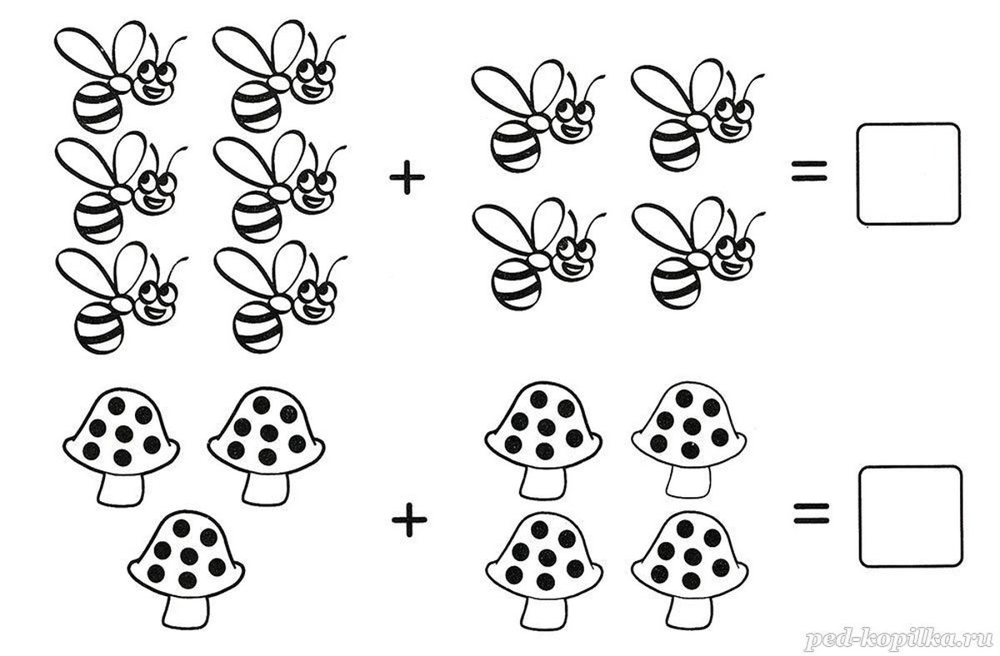 + =
+ =
ped-kopilka.ru